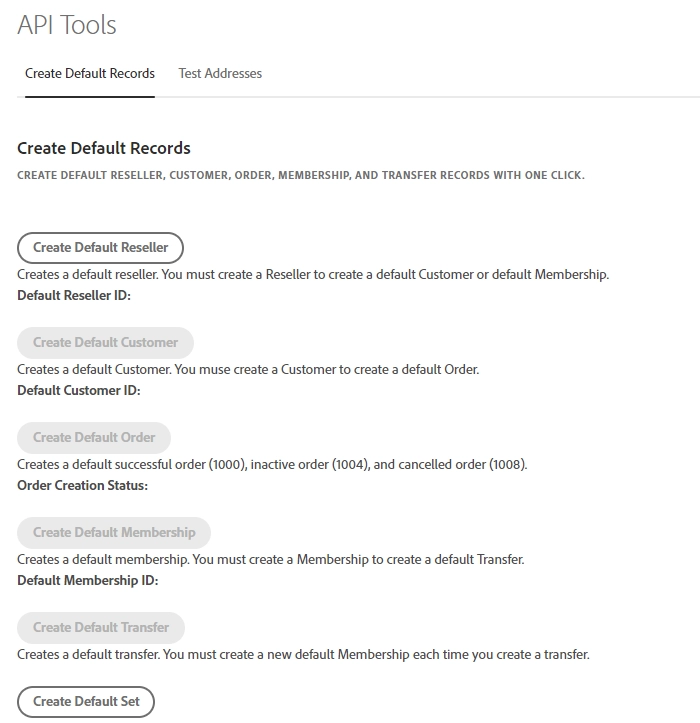 API Tools
Create Default Records Test Addresses
Create Default Records
CREATE DEFAULT RESELLER, CUSTOMER, ORDER, MEMBERSHIP, AND TRANSFER RECORDS WITH ONE CLICK.
Create Default Reseller
Creates a default reseller. You must create a Reseller to create a default Customer or default Membership.
Default Reseller ID:
Create Default Customer
Creates a default Customer. You muse create a Customer to create a default Order.
Default Customer ID:
Create Default Order
Creates a default successful order (1000), inactive order (1004), and cancelled order (1008).
Order Creation Status:
Create Default Membership
Creates a default membership. You must create a Membership to create a default Transfer.
Default Membership ID:
Create Default Transfer
Creates a default transfer. You must create a new default Membership each time you create a transfer.
Create Default Set